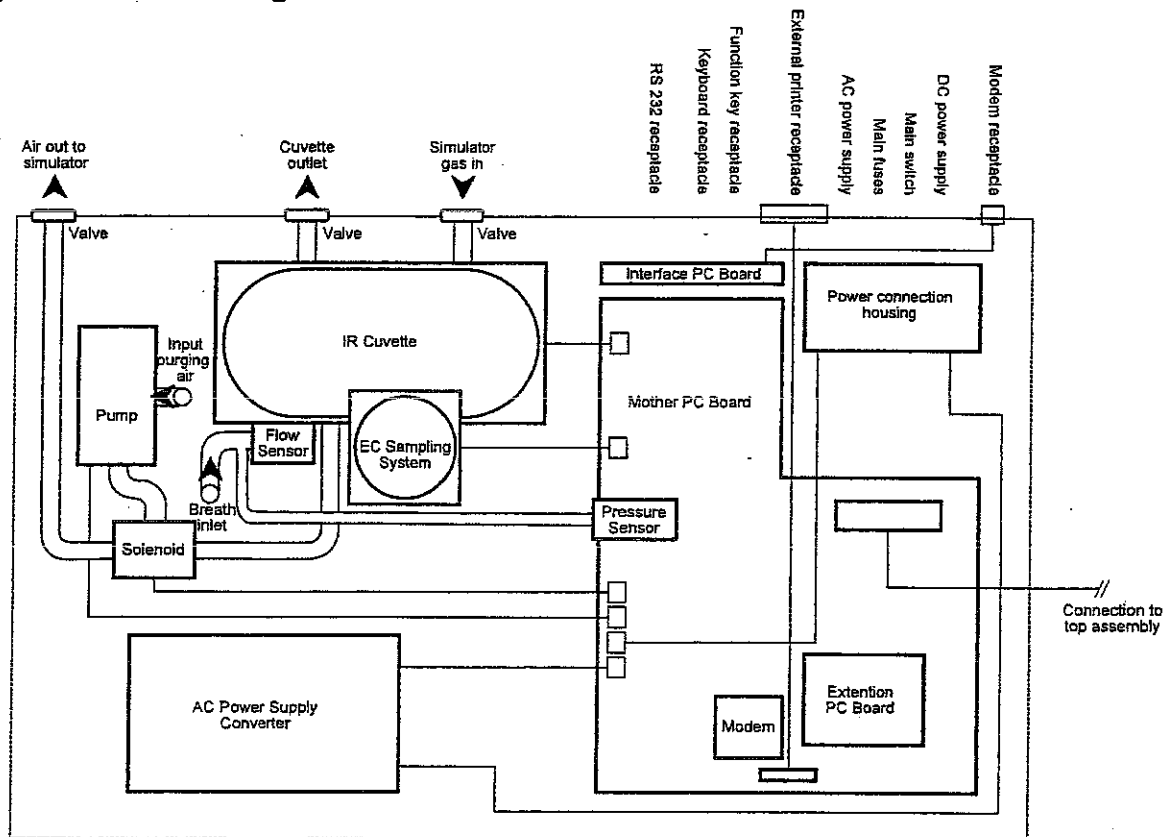 RS 232 receptacle
Keyboard receptacle
Function key receptacle
External printer receptacle
AC power supply
Main fuses
Main switch
DC power supply
Modem receptacle
Air out to
simulator
Cuvette
outlet
Simulator
gas in
Valve
Valve
Valve
Interface PC Board
Power connection
housing
IR Cuvette
Input
purging
air
Pump
Mother PC Board
Flow
Sensor
EC Sampling
System
Breath
inlet
Pressure
Sensor
Solenoid
Connection to
top assembly
AC Power Supply
Converter
Modem
Extention
PC Board